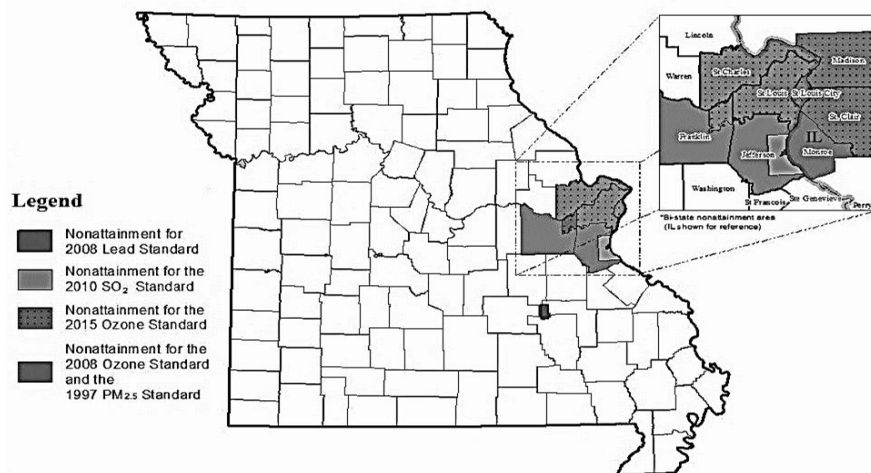 Legend
Nonattainment for
2008 Lead Standard
Nonattainment for the
2010 SO₂ Standard
Nonattainment for the
2015 Ozone Standard
Nonattainment for the
2008 Ozone Standard
and the
1997 PM₂.₅ Standard
Lincoln
Madison
Warren
St Charles
St Louis
St Louis City
St. Clair
Franklin
IL
Jefferson
Monroe
Washington
St Francois
Ste Genevieve
Perry
*Bi-state nonattainment area
(IL shown for reference)